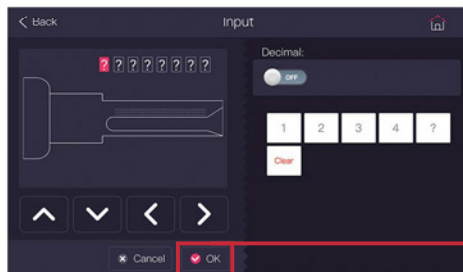 Back
Input
Decimal:
? ? ? ? ? ? ? ?
OFF
1 2 3 4 ?
Clear
Cancel
OK